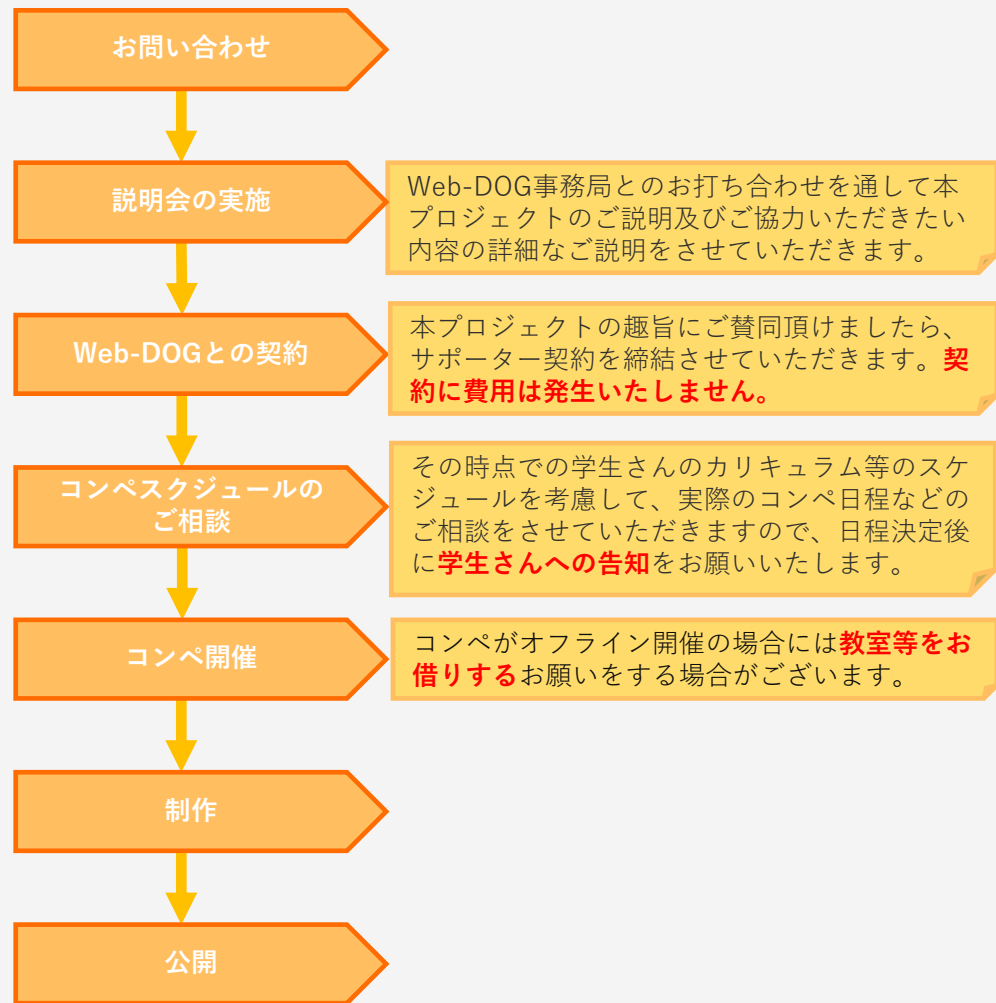 お問い合わせ
説明会の実施
Web-DOG事務局とのお打ち合わせを通して本
プロジェクトのご説明及びご協力いただきたい
内容の詳細なご説明をさせていただきます。
Web-DOGとの契約
本プロジェクトの趣旨にご賛同頂けましたら、
サポーター契約を締結させていただきます。契
約に費用は発生いたしません。
コンペスクジュールの
ご相談
その時点での学生さんのカリキュラム等のスケ
ジュールを考慮して、実際のコンペ日程などの
ご相談をさせていただきますので、日程決定後
に学生さんへの告知をお願いいたします。
コンペ開催
コンペがオフライン開催の場合には教室等をお
借りするお願いをする場合がございます。
制作
公開